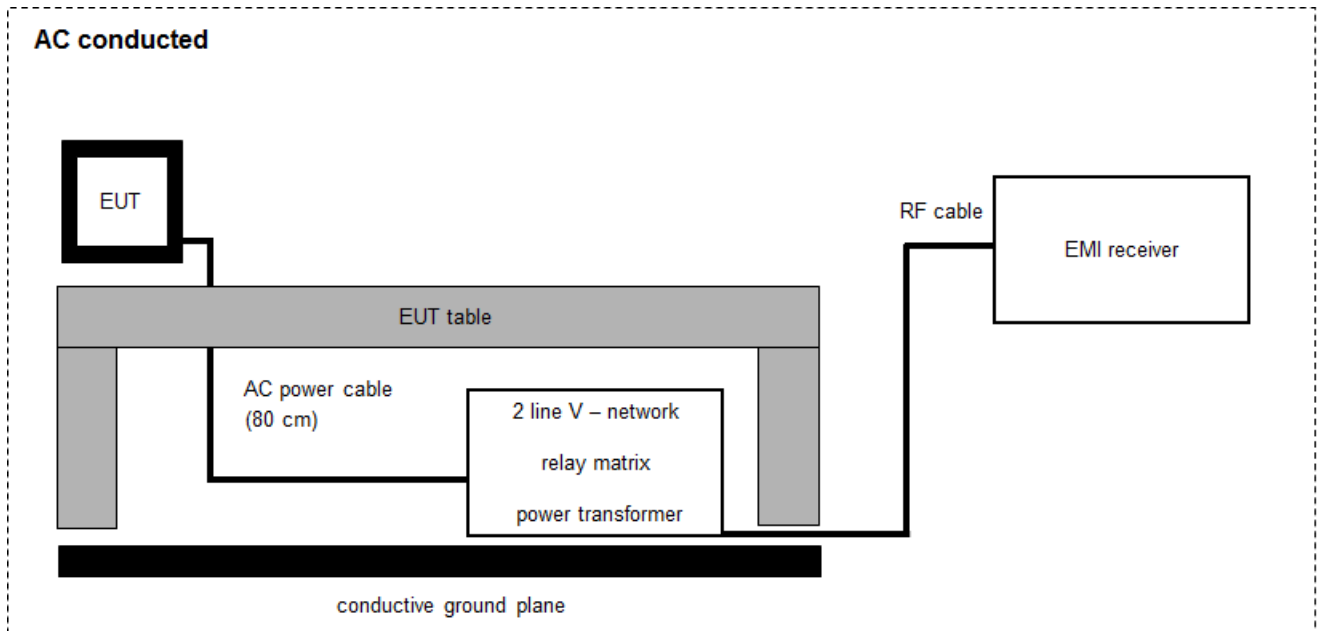 AC conducted
EUT
RF cable
EMI receiver
EUT table
AC power cable
(80 cm)
2 line V – network
relay matrix
power transformer
conductive ground plane